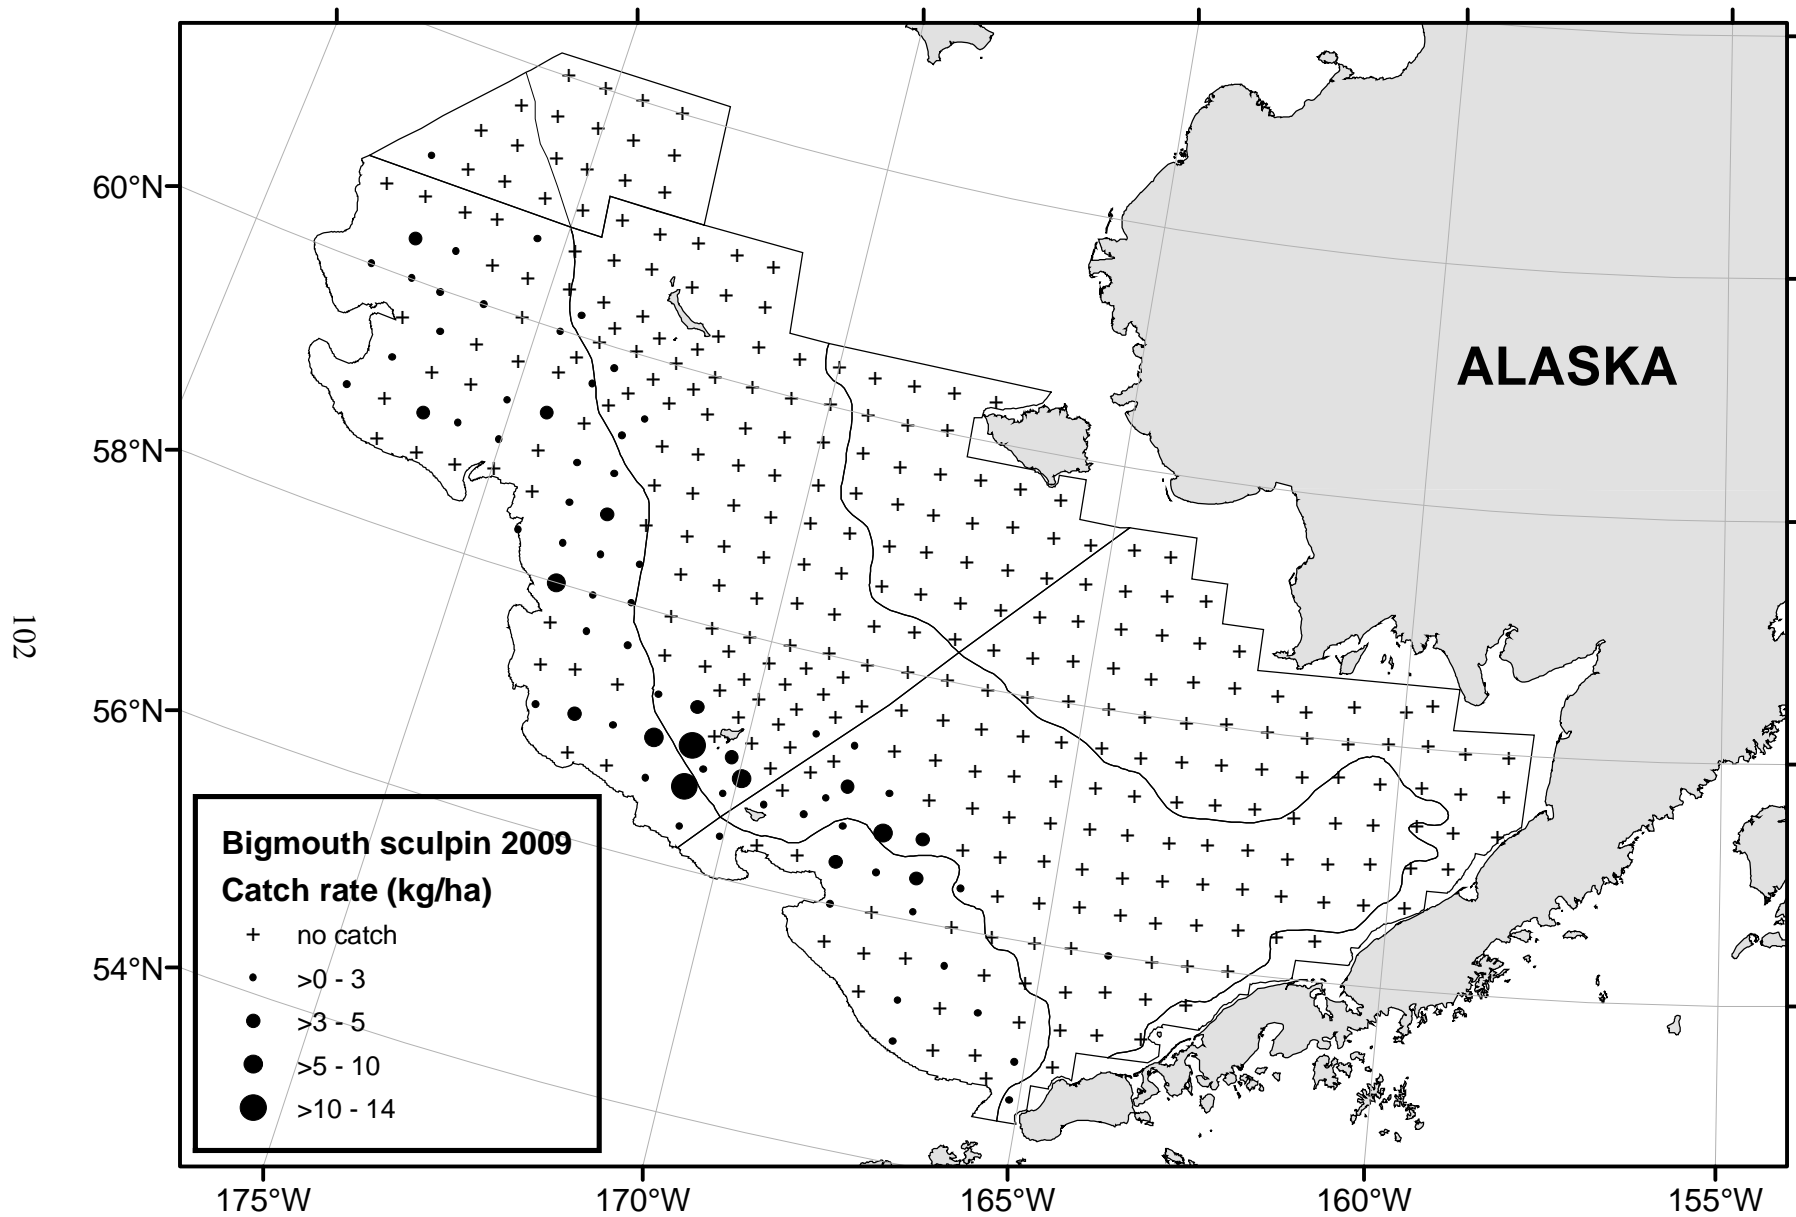 60°N
58°N
56°N
54°N
175°W
170°W
165°W
160°W
155°W
ALASKA
Bigmouth sculpin 2009
Catch rate (kg/ha)
no catch
>0 - 3
>3 - 5
>5 - 10
>10 - 14
102